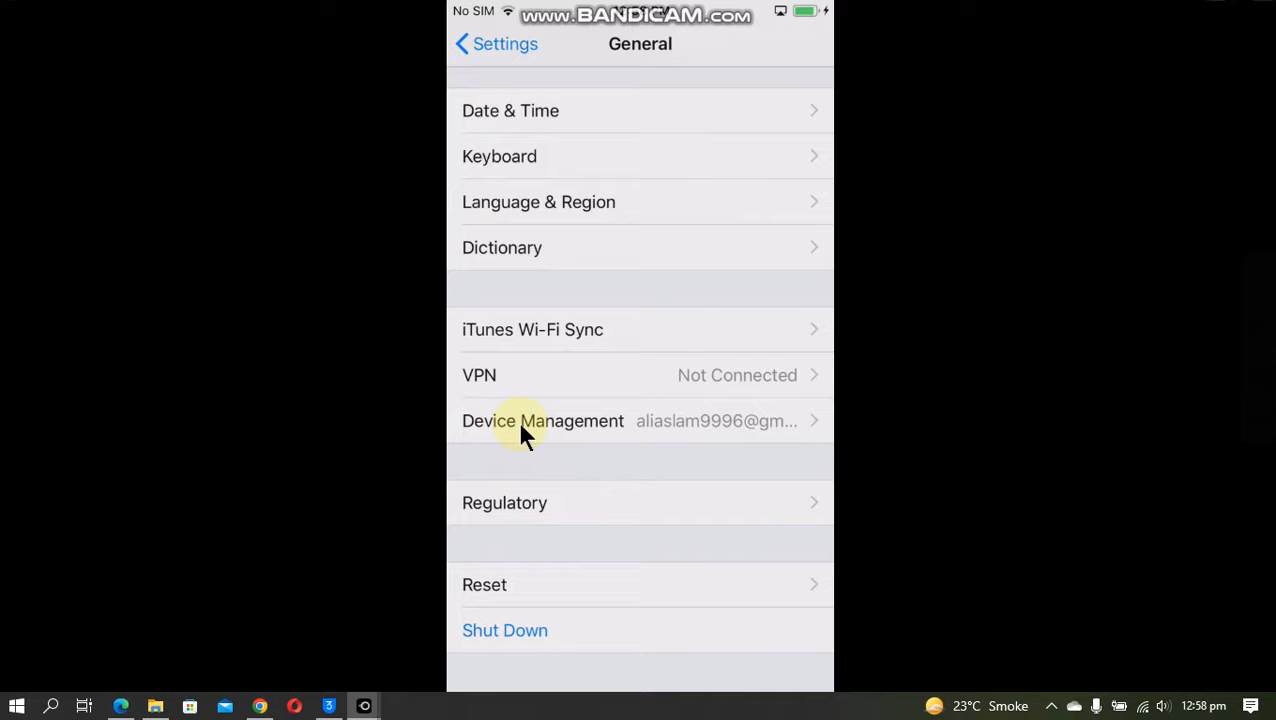 No SIM
www.BANDICAM.com
Settings
General
Date & Time
Keyboard
Language & Region
Dictionary
iTunes Wi-Fi Sync
VPN Not Connected
Device Management aliaslam9996@gm...
Regulatory
Reset
Shut Down
23°C Smoke
12:58 pm